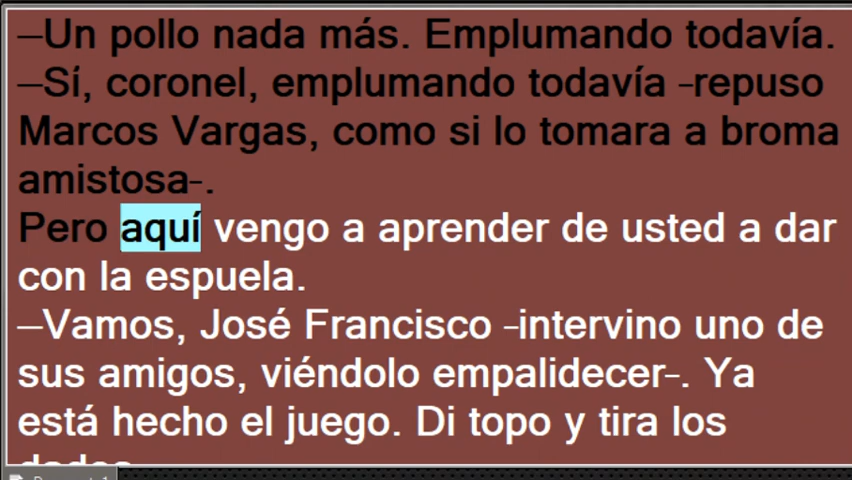 —Un pollo nada más. Emplumando todavía.
—Sí, coronel, emplumando todavía –repuso
Marcos Vargas, como si lo tomara a broma
amistosa–.
Pero aquí vengo a aprender de usted a dar
con la espuela.
—Vamos, José Francisco –intervino uno de
sus amigos, viéndolo empalidecer–. Ya
está hecho el juego. Di topo y tira los